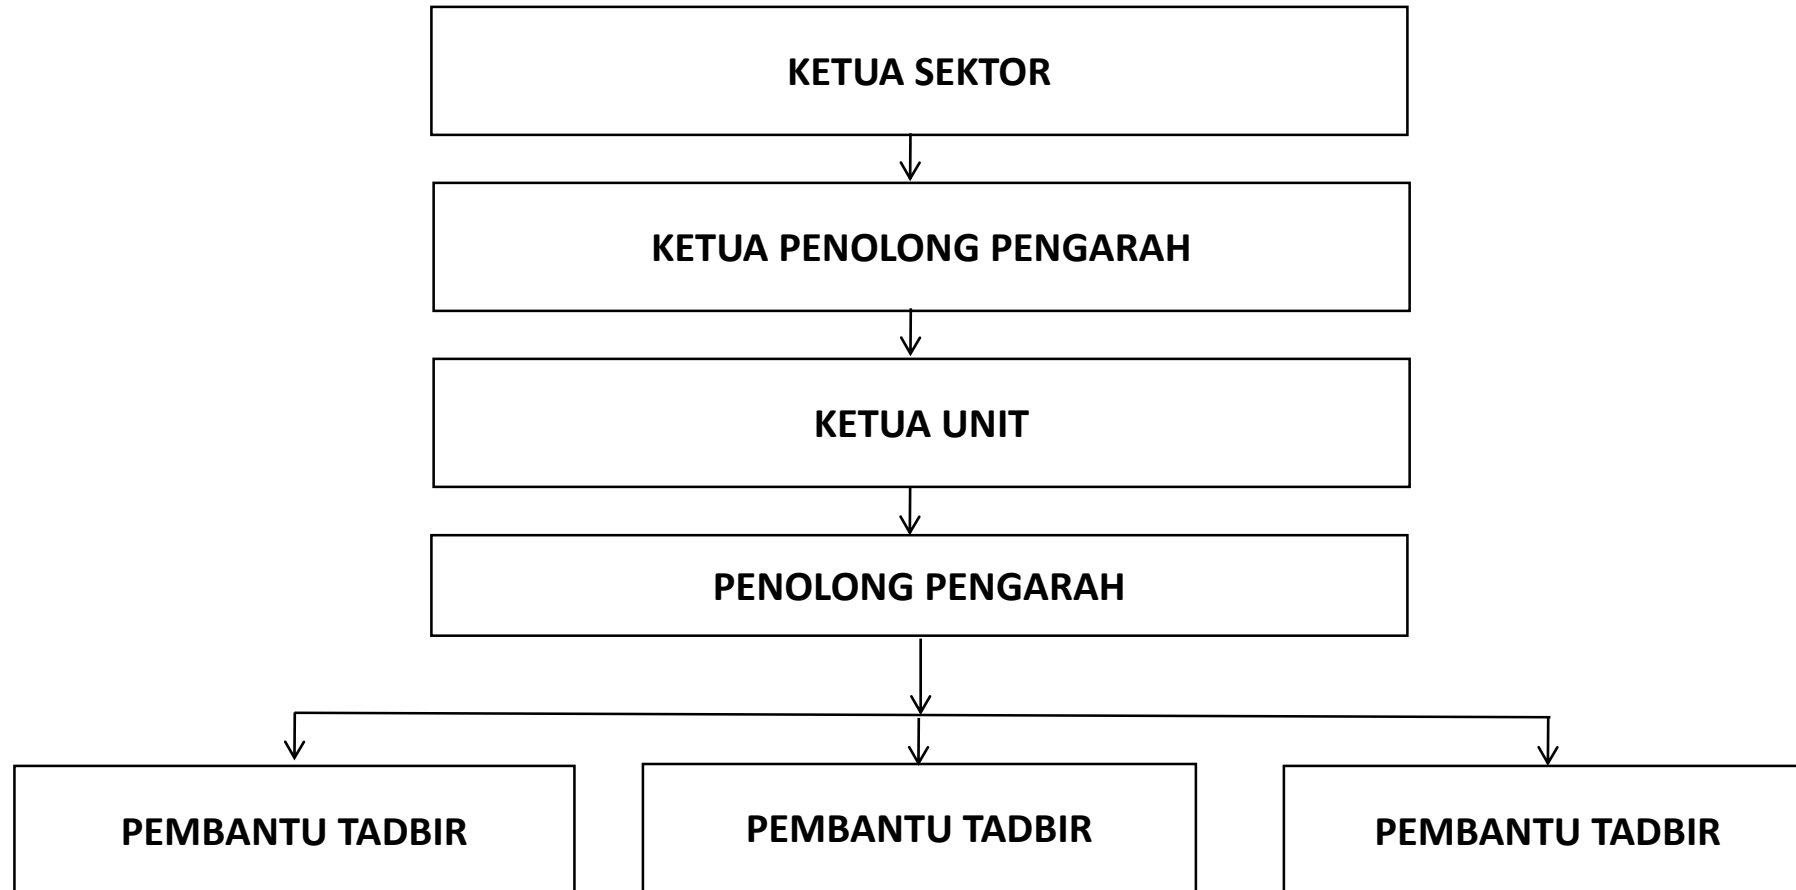 KETUA SEKTOR
KETUA PENOLONG PENGARAH
KETUA UNIT
PENOLONG PENGARAH
PEMBANTU TADBIR
PEMBANTU TADBIR
PEMBANTU TADBIR